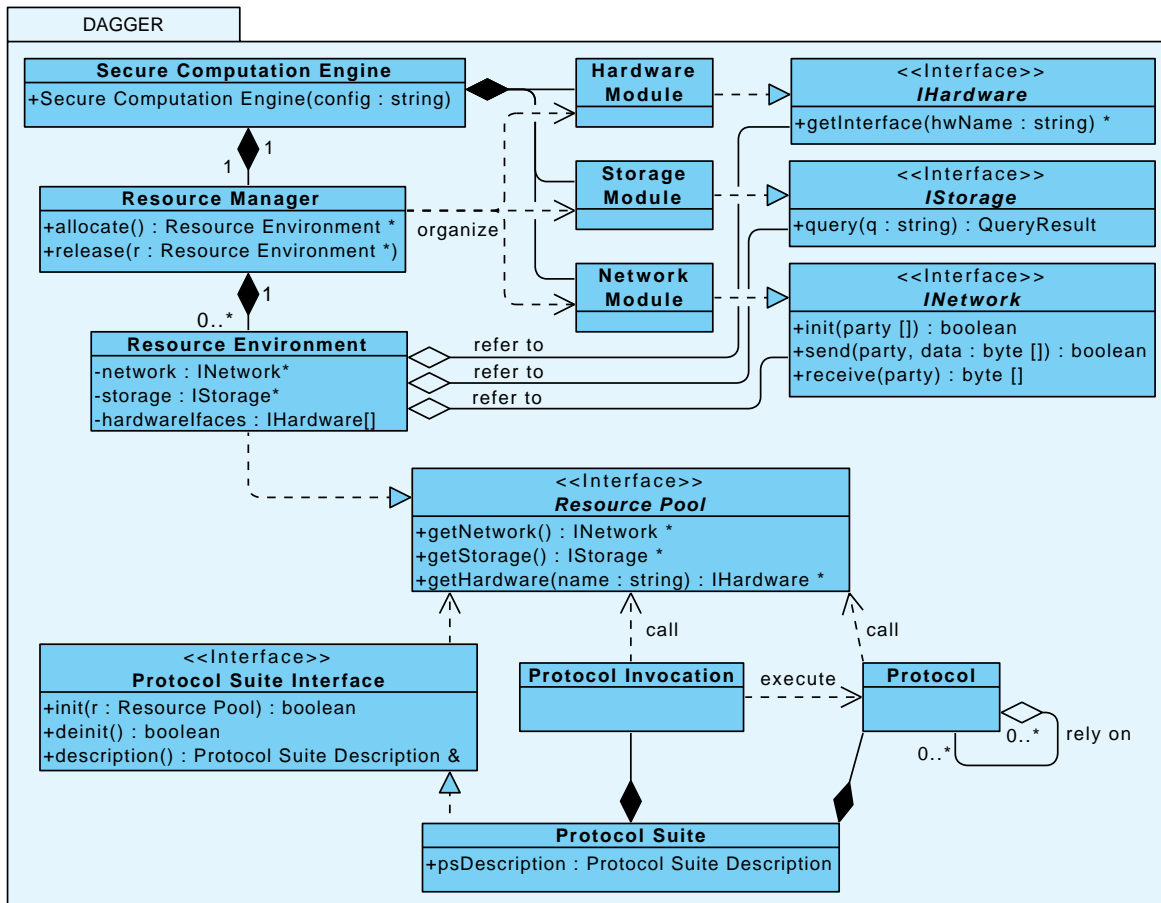 DAGGER
Secure Computation Engine
+Secure Computation Engine(config : string)
Hardware
Module
<<Interface>>
IHardware
+getInterface(hwName : string) *
1
1
Resource Manager
+allocate() : Resource Environment *
+release(r : Resource Environment *)
organize
Storage
Module
<<Interface>>
IStorage
+query(q : string) : QueryResult
Network
Module
<<Interface>>
INetwork
+init(party []) : boolean
+send(party, data : byte []) : boolean
+receive(party) : byte []
1
0..*
Resource Environment
-network : INetwork*
-storage : IStorage*
-hardwareIfaces : IHardware[]
refer to
refer to
refer to
<<Interface>>
Resource Pool
+getNetwork() : INetwork *
+getStorage() : IStorage *
+getHardware(name : string) : IHardware *
call
call
<<Interface>>
Protocol Suite Interface
+init(r : Resource Pool) : boolean
+deinit() : boolean
+description() : Protocol Suite Description &
Protocol Invocation
execute
Protocol
0..*
0..*
rely on
Protocol Suite
+psDescription : Protocol Suite Description